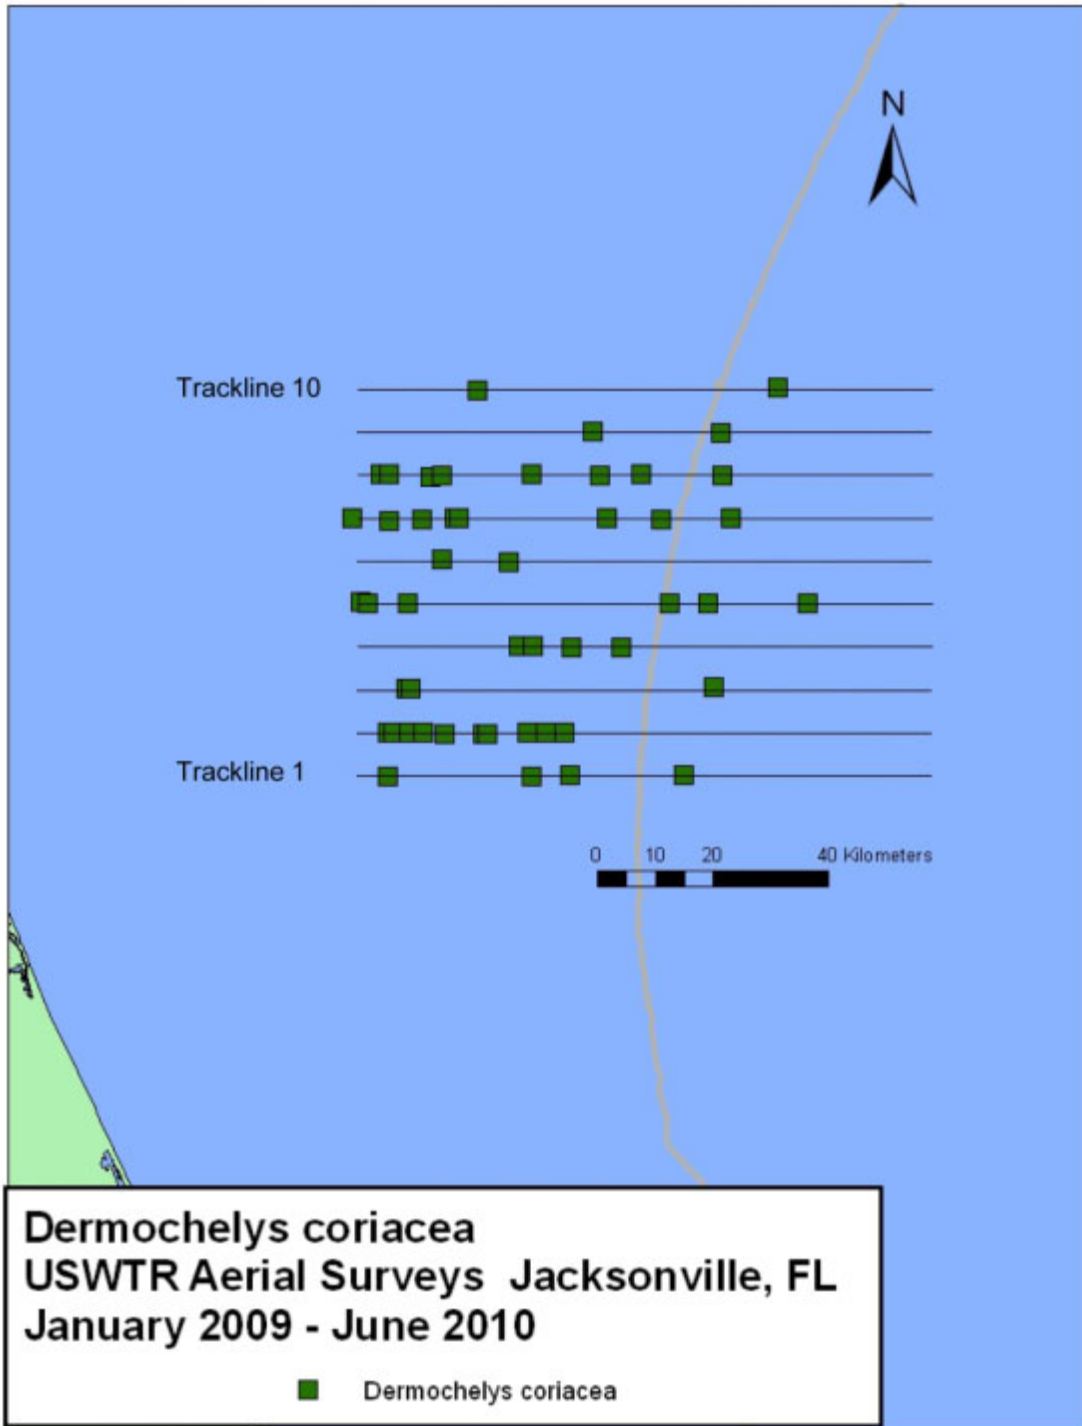 N
Trackline 10
Trackline 1
0 10 20 40 Kilometers
Dermochelys coriacea
USWTR Aerial Surveys Jacksonville, FL
January 2009 - June 2010
Dermochelys coriacea